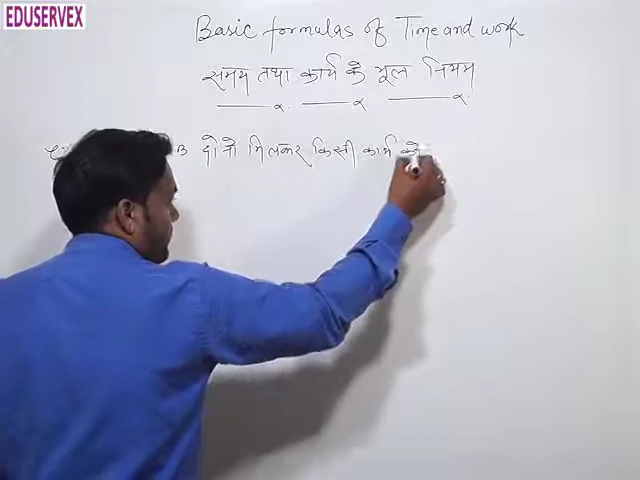 EDUSERVEX
Basic formulas of Time and work
समय तथा कार्य के मूल नियम
B दोनो मिलकर किसी कार्य को